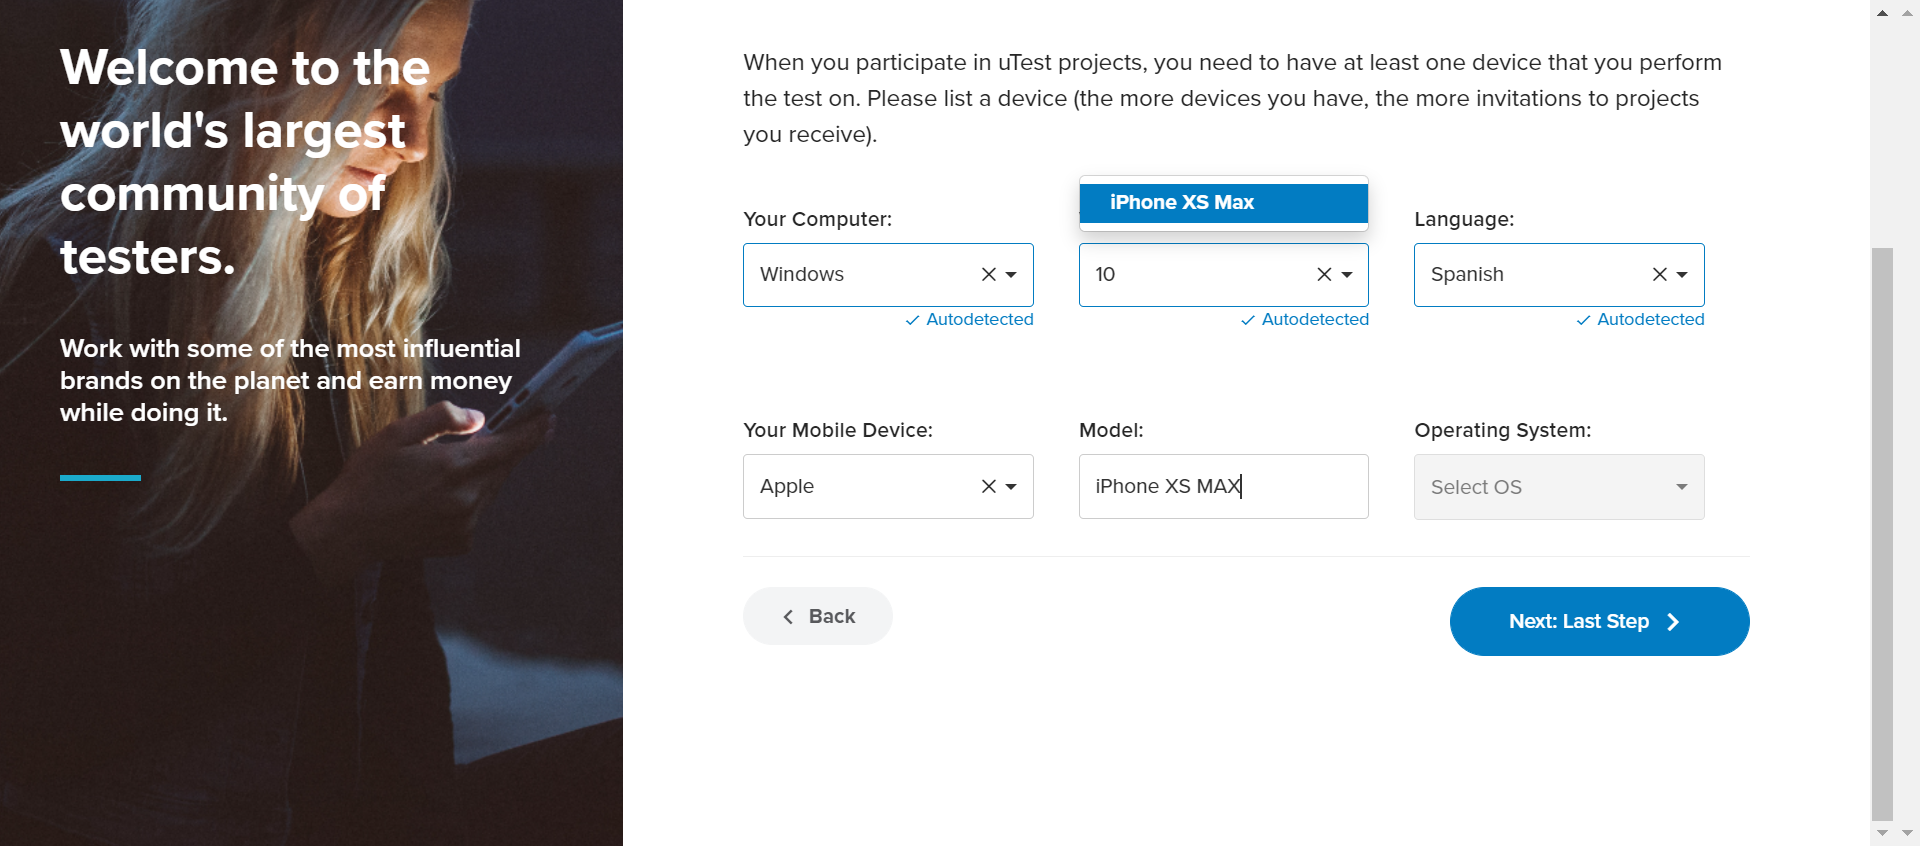 Welcome to the
world's largest
community of
testers.
Work with some of the most influential
brands on the planet and earn money
while doing it.
When you participate in uTest projects, you need to have at least one device that you perform
the test on. Please list a device (the more devices you have, the more invitations to projects
you receive).
iPhone XS Max
Your Computer:
Language:
Windows
10
Spanish
Autodetected
Autodetected
Autodetected
Your Mobile Device:
Model:
Operating System:
Apple
iPhone XS MAX
Select OS
Back
Next: Last Step